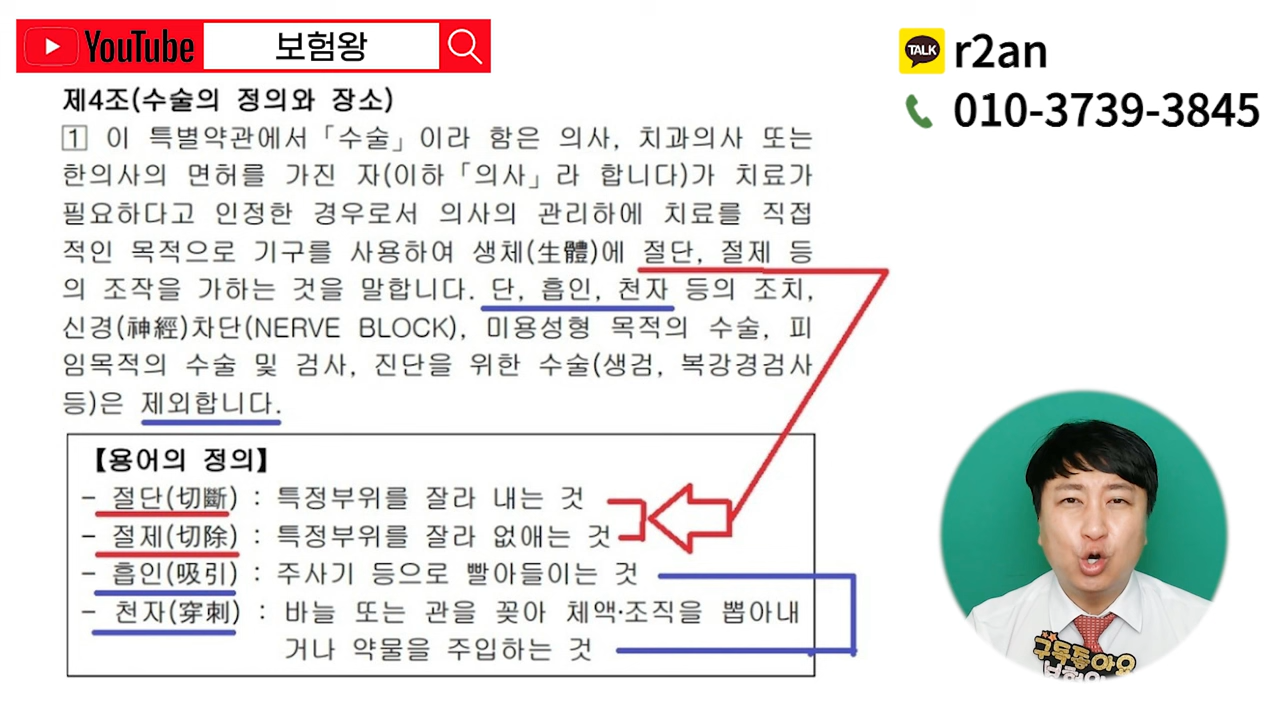 YouTube 보험왕
TALK r2an
010-3739-3845
제4조(수술의 정의와 장소)
1 이 특별약관에서「수술」이라 함은 의사, 치과의사 또는
한의사의 면허를 가진 자(이하「의사」라 합니다)가 치료가
필요하다고 인정한 경우로서 의사의 관리하에 치료를 직접
적인 목적으로 기구를 사용하여 생체(生體)에 절단, 절제 등
의 조작을 가하는 것을 말합니다. 단, 흡인, 천자 등의 조치,
신경(神經)차단(NERVE BLOCK), 미용성형 목적의 수술, 피
임목적의 수술 및 검사, 진단을 위한 수술(생검, 복강경검사
등)은 제외합니다.
【용어의 정의】
- 절단(切斷) : 특정부위를 잘라 내는 것
- 절제(切除) : 특정부위를 잘라 없애는 것
- 흡인(吸引) : 주사기 등으로 빨아들이는 것
- 천자(穿刺) : 바늘 또는 관을 꽂아 체액·조직을 뽑아내
거나 약물을 주입하는 것
구독좋아요